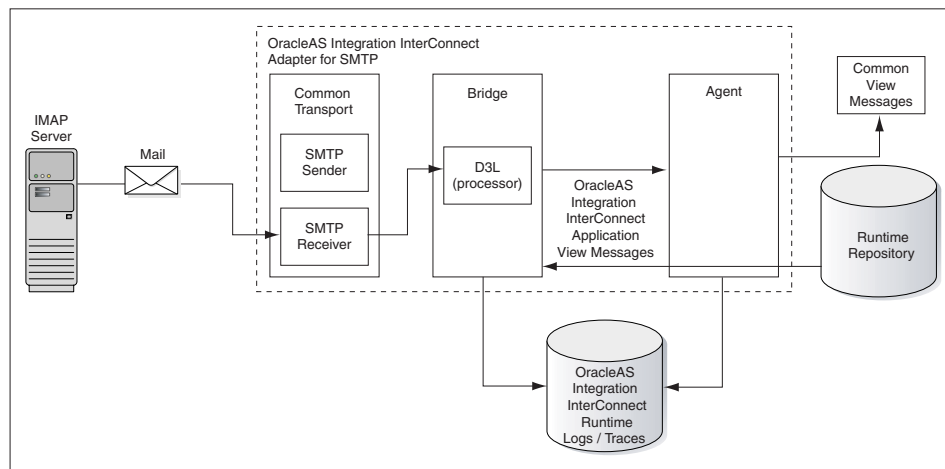 OracleAS Integration InterConnect
Adapter for SMTP
IMAP
Server
Mail
Common
Transport
SMTP
Sender
SMTP
Receiver
Bridge
D3L
(processor)
OracleAS
Integration
InterConnect
Application
View Messages
Agent
Common
View
Messages
Runtime
Repository
OracleAS
Integration
InterConnect
Runtime
Logs / Traces